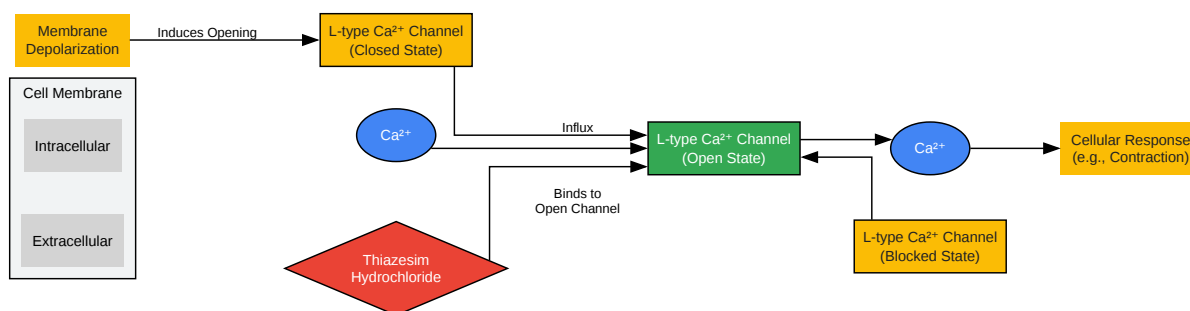 Membrane
Depolarization
Induces Opening
L-type Ca²⁺ Channel
(Closed State)
Cell Membrane
Intracellular
Extracellular
Ca²⁺
Influx
L-type Ca²⁺ Channel
(Open State)
Binds to
Open Channel
Thiazesim
Hydrochloride
Ca²⁺
Cellular Response
(e.g., Contraction)
L-type Ca²⁺ Channel
(Blocked State)